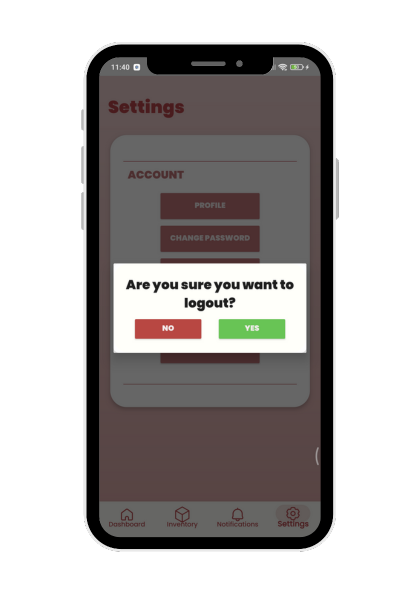 11:40
Settings
ACCOUNT
PROFILE
CHANGE PASSWORD
Are you sure you want to
logout?
NO YES
Dashboard Inventory Notifications Settings